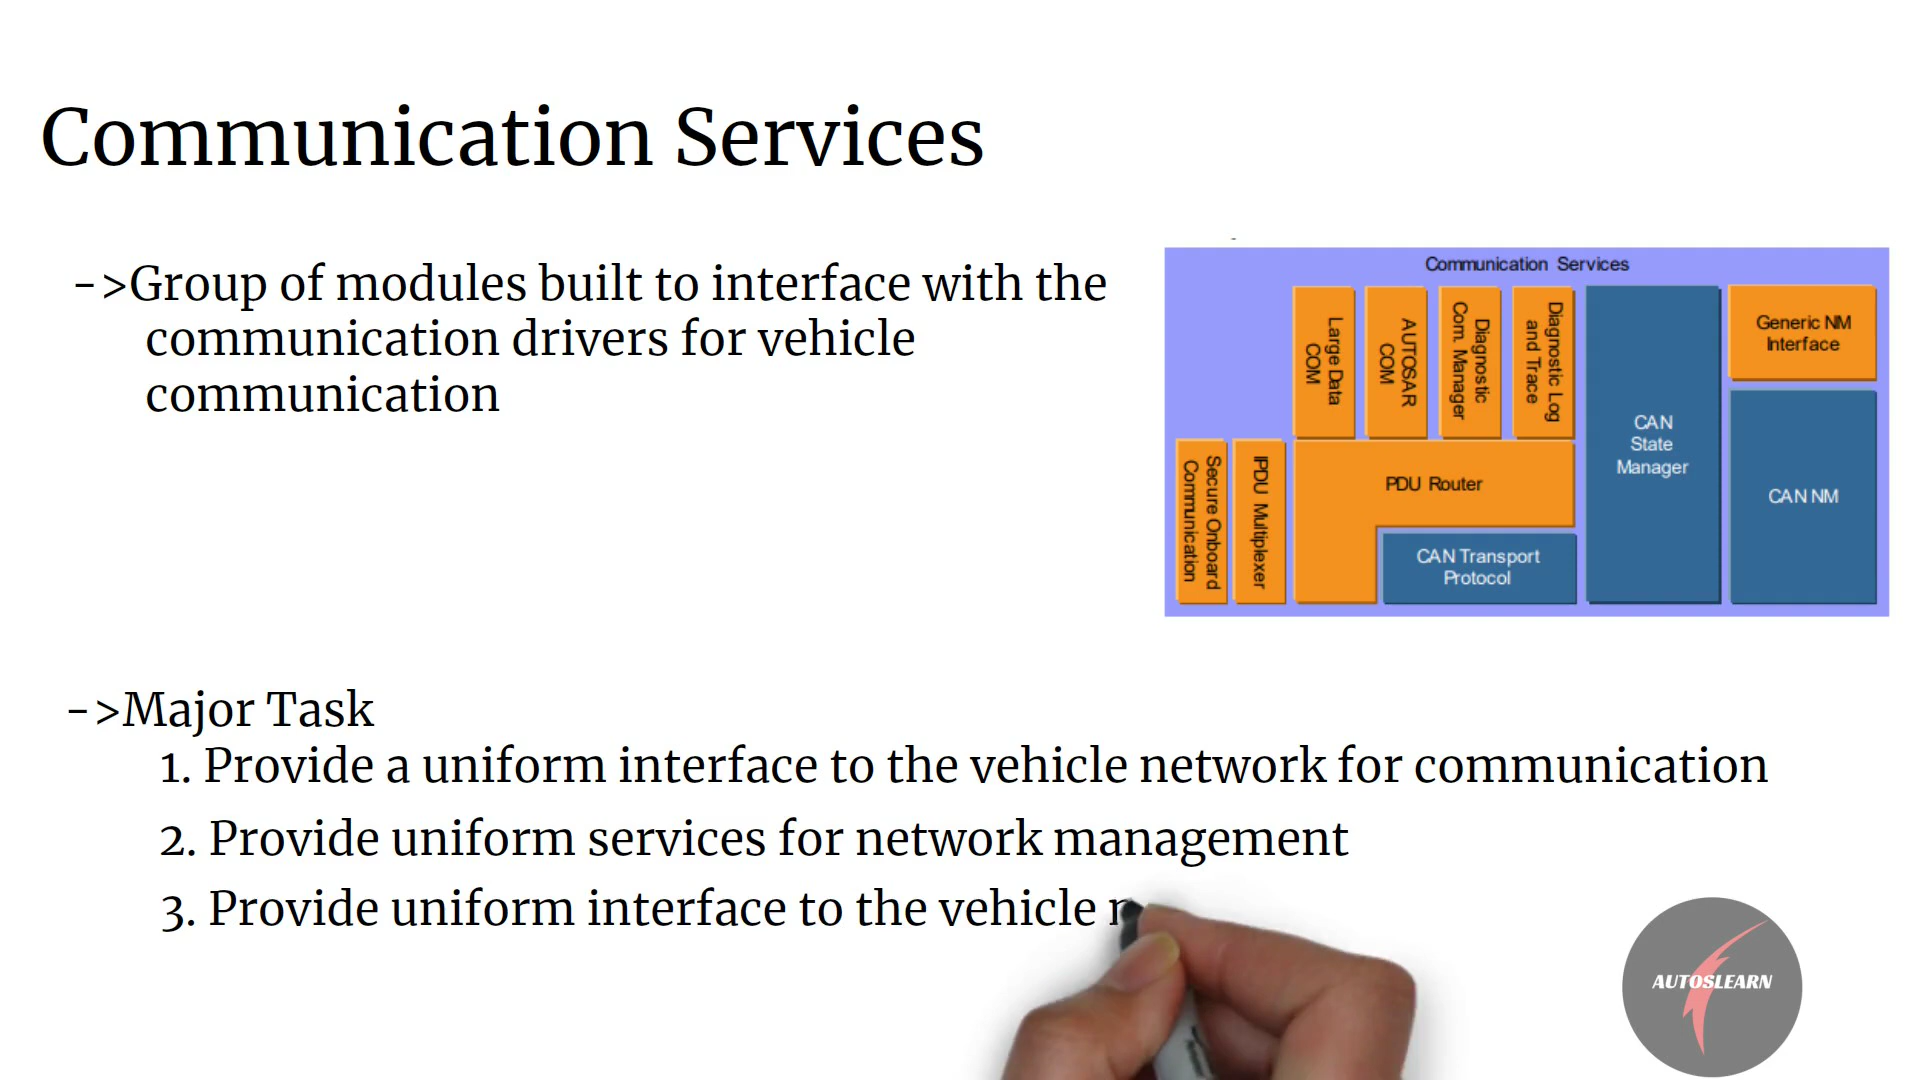 Communication Services
->Group of modules built to interface with the
communication drivers for vehicle
communication
Communication Services
Large Data
COM
AUTOSAR
COM
Diagnostic
Com. Manager
Diagnostic Log
and Trace
CAN
State
Manager
Generic NM
Interface
Secure Onboard
Communication
IPDU Multiplexer
PDU Router
CAN Transport
Protocol
CAN NM
->Major Task
1. Provide a uniform interface to the vehicle network for communication
2. Provide uniform services for network management
3. Provide uniform interface to the vehicle
AUTOSLEARN